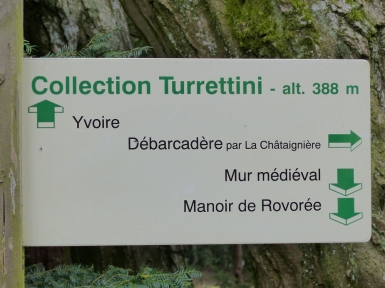 Collection Turrettini - alt. 388 m
Yvoire
Débarcadère par La Châtaignière
Mur médiéval
Manoir de Rovorée